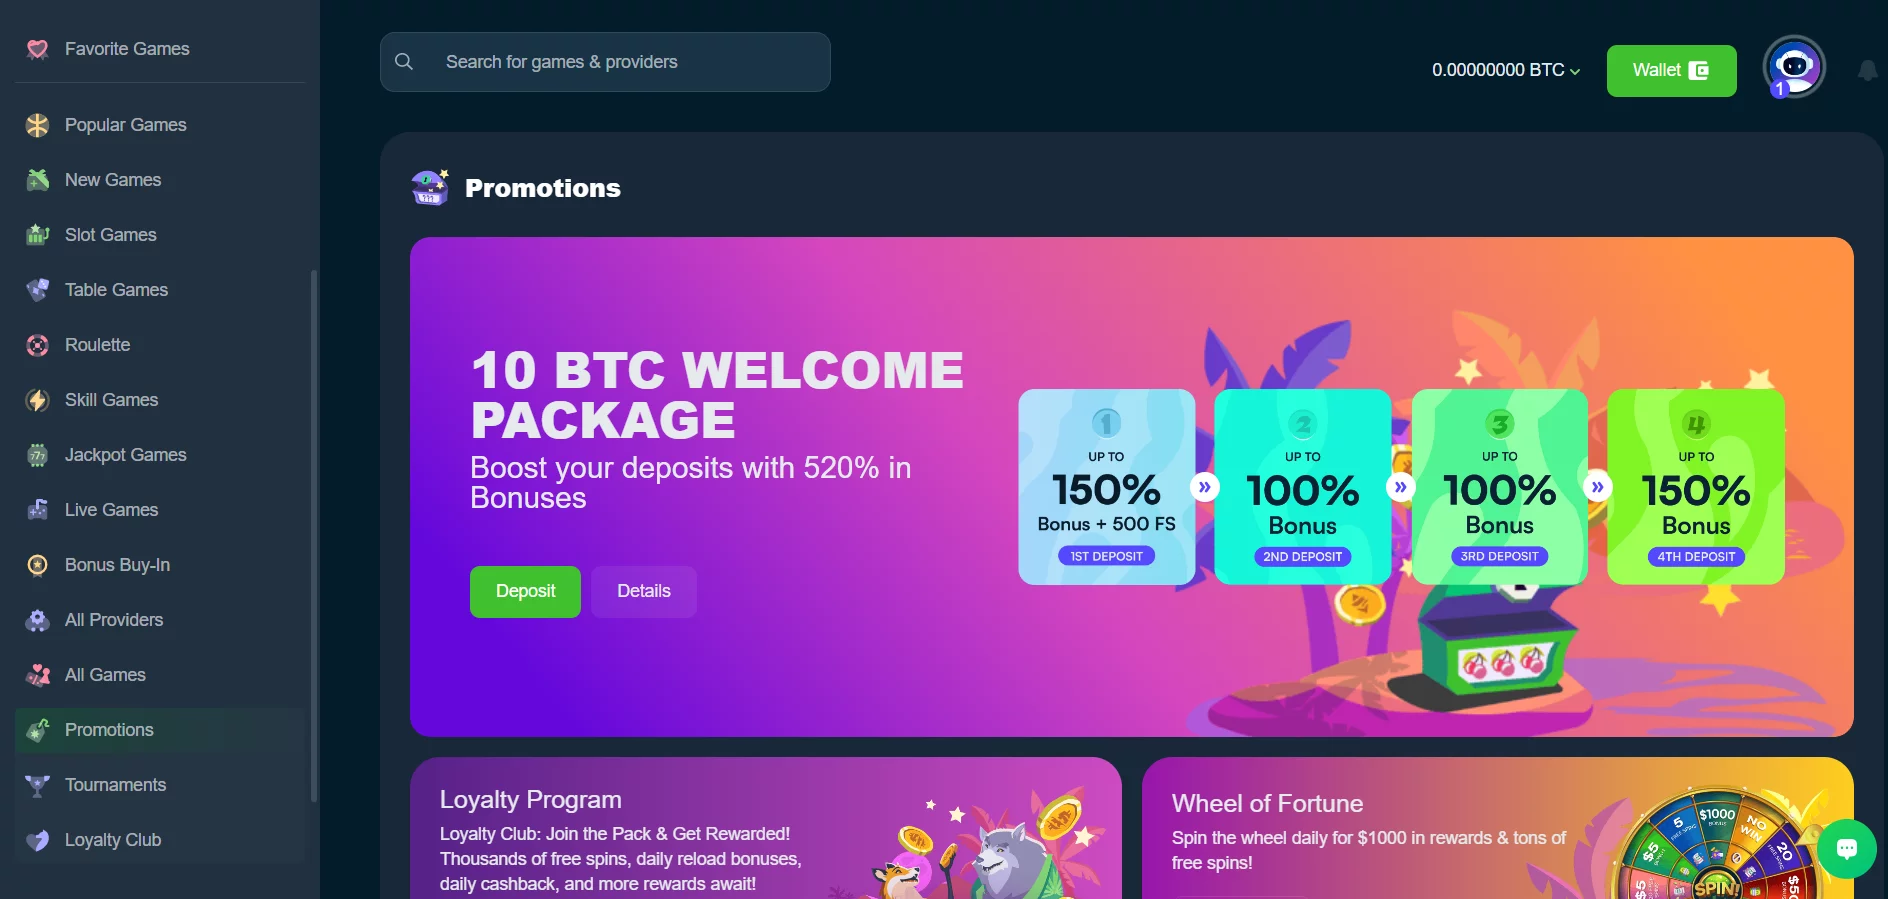 Favorite Games
Popular Games
New Games
Slot Games
Table Games
Roulette
Skill Games
Jackpot Games
Live Games
Bonus Buy-In
All Providers
All Games
Promotions
Tournaments
Loyalty Club
Search for games & providers
0.00000000 BTC
Wallet
1
Promotions
10 BTC WELCOME
PACKAGE
Boost your deposits with 520% in
Bonuses
Deposit
Details
1
UP TO
150%
Bonus + 500 FS
1ST DEPOSIT
2
UP TO
100%
Bonus
2ND DEPOSIT
3
UP TO
100%
Bonus
3RD DEPOSIT
4
UP TO
150%
Bonus
4TH DEPOSIT
Loyalty Program
Loyalty Club: Join the Pack & Get Rewarded!
Thousands of free spins, daily reload bonuses,
daily cashback, and more rewards await!
Wheel of Fortune
Spin the wheel daily for $1000 in rewards & tons of
free spins!
$5
5
FREE SPINS
$1000
BONUS
NO
WIN
20
$5
$50
SPIN!